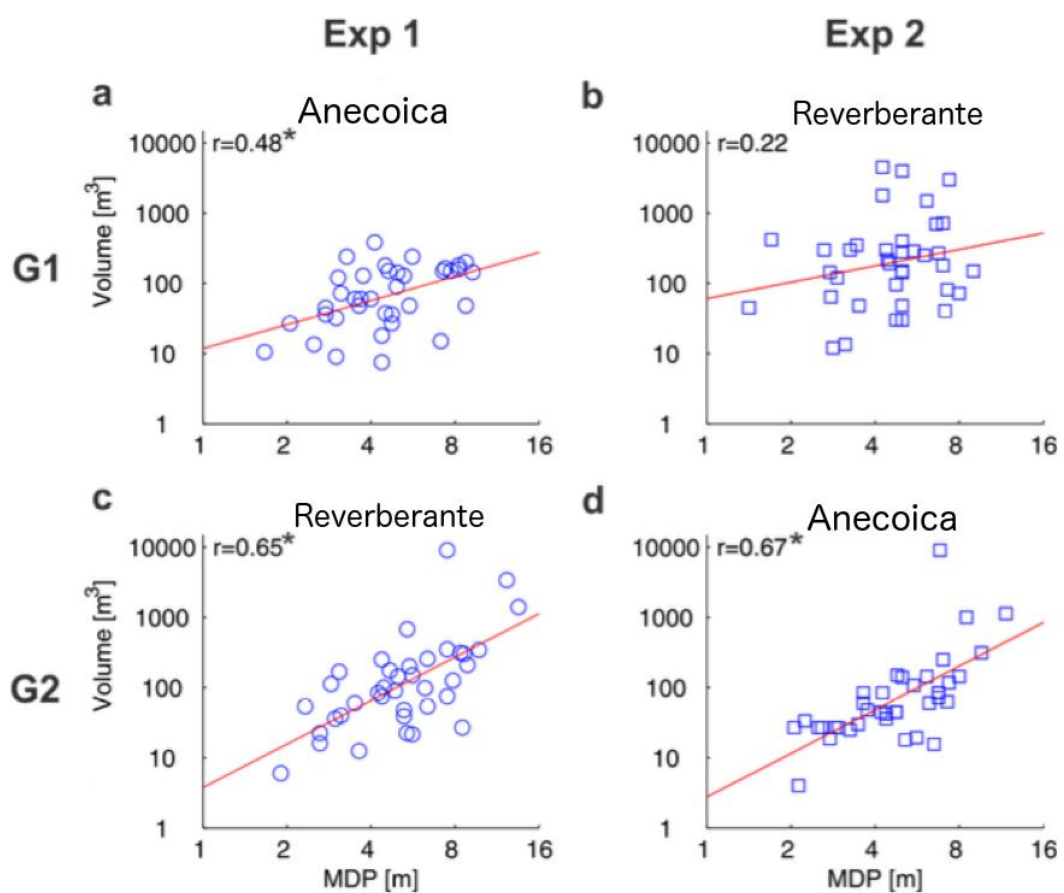 Exp 1
Exp 2
a
Anecoica
b
Reverberante
r=0.48*
r=0.22
G1
Volume [m³]
10000
1000
100
10
1
1 2 4 8 16
10000
1000
100
10
1
1 2 4 8 16
c
Reverberante
d
Anecoica
r=0.65*
r=0.67*
G2
Volume [m³]
10000
1000
100
10
1
1 2 4 8 16
MDP [m]
10000
1000
100
10
1
1 2 4 8 16
MDP [m]